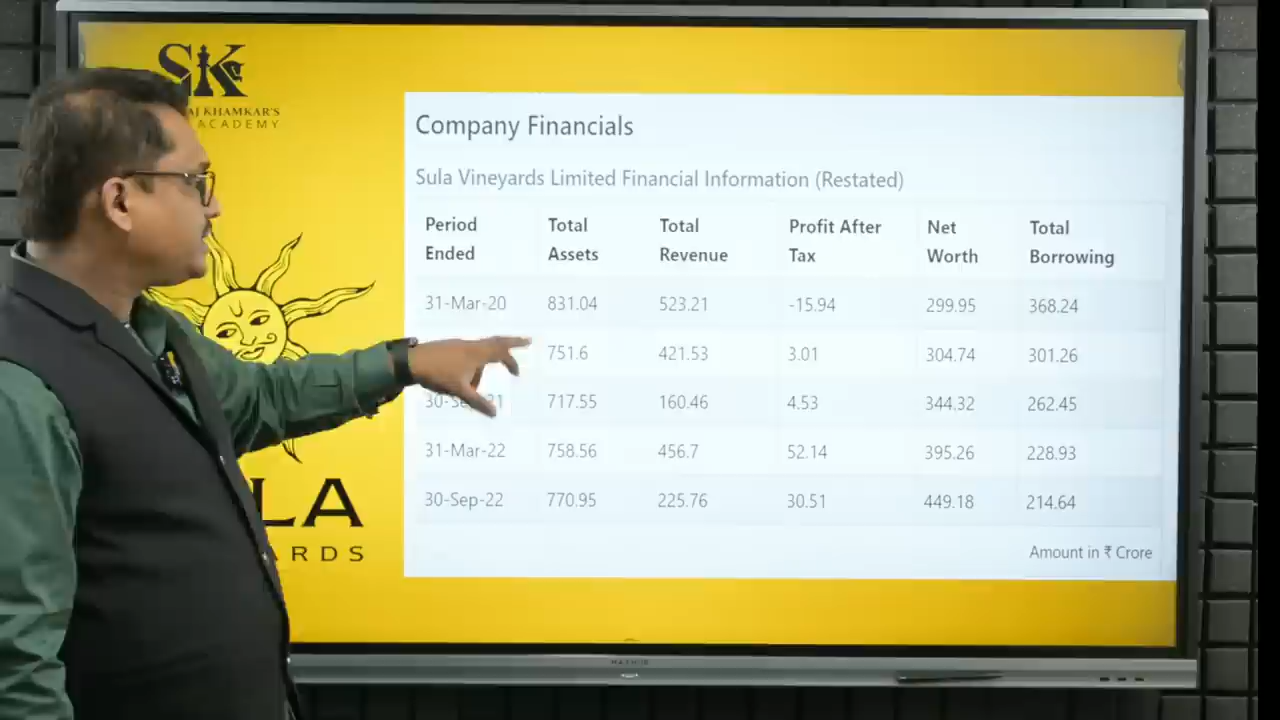 SK
AJ KHAMKAR'S
ACADEMY
Company Financials
Sula Vineyards Limited Financial Information (Restated)
Period Ended Total Assets Total Revenue Profit After Tax Net Worth Total Borrowing
31-Mar-20 831.04 523.21 -15.94 299.95 368.24
751.6 421.53 3.01 304.74 301.26
717.55 160.46 4.53 344.32 262.45
31-Mar-22 758.56 456.7 52.14 395.26 228.93
30-Sep-22 770.95 225.76 30.51 449.18 214.64
Amount in ₹ Crore
LA
ARDS